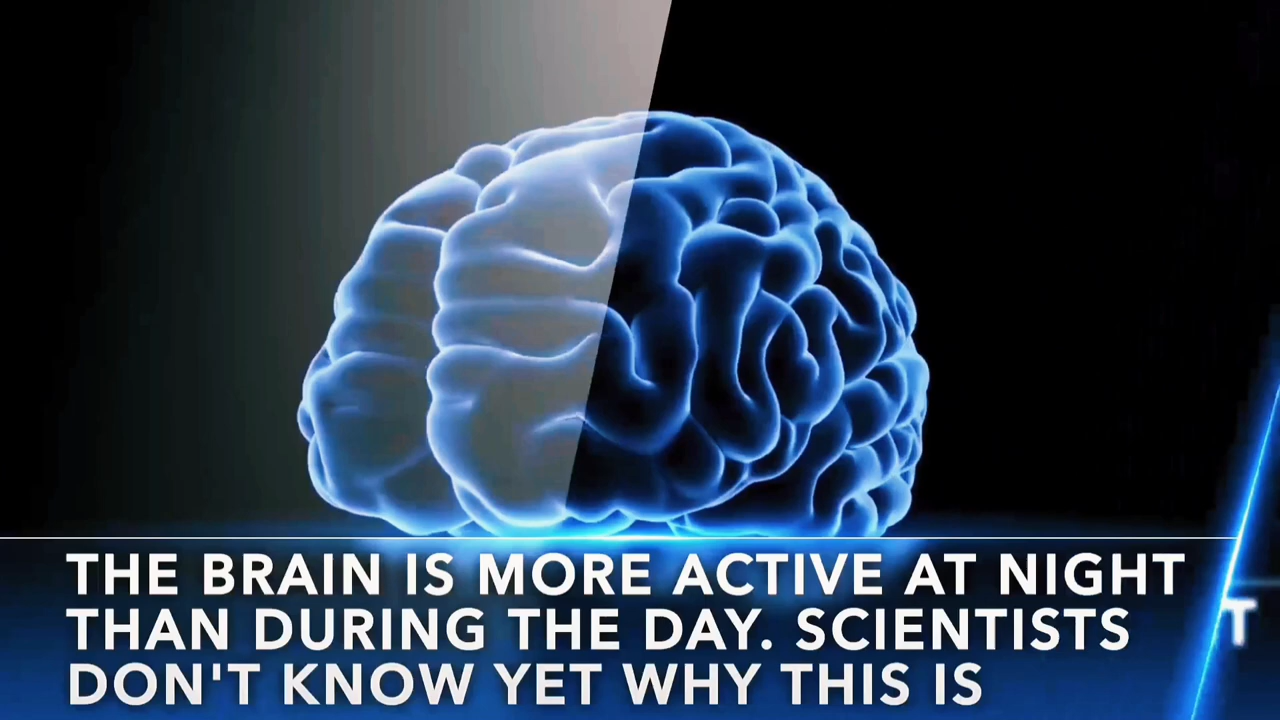 THE BRAIN IS MORE ACTIVE AT NIGHT
THAN DURING THE DAY. SCIENTISTS
DON'T KNOW YET WHY THIS IS
T